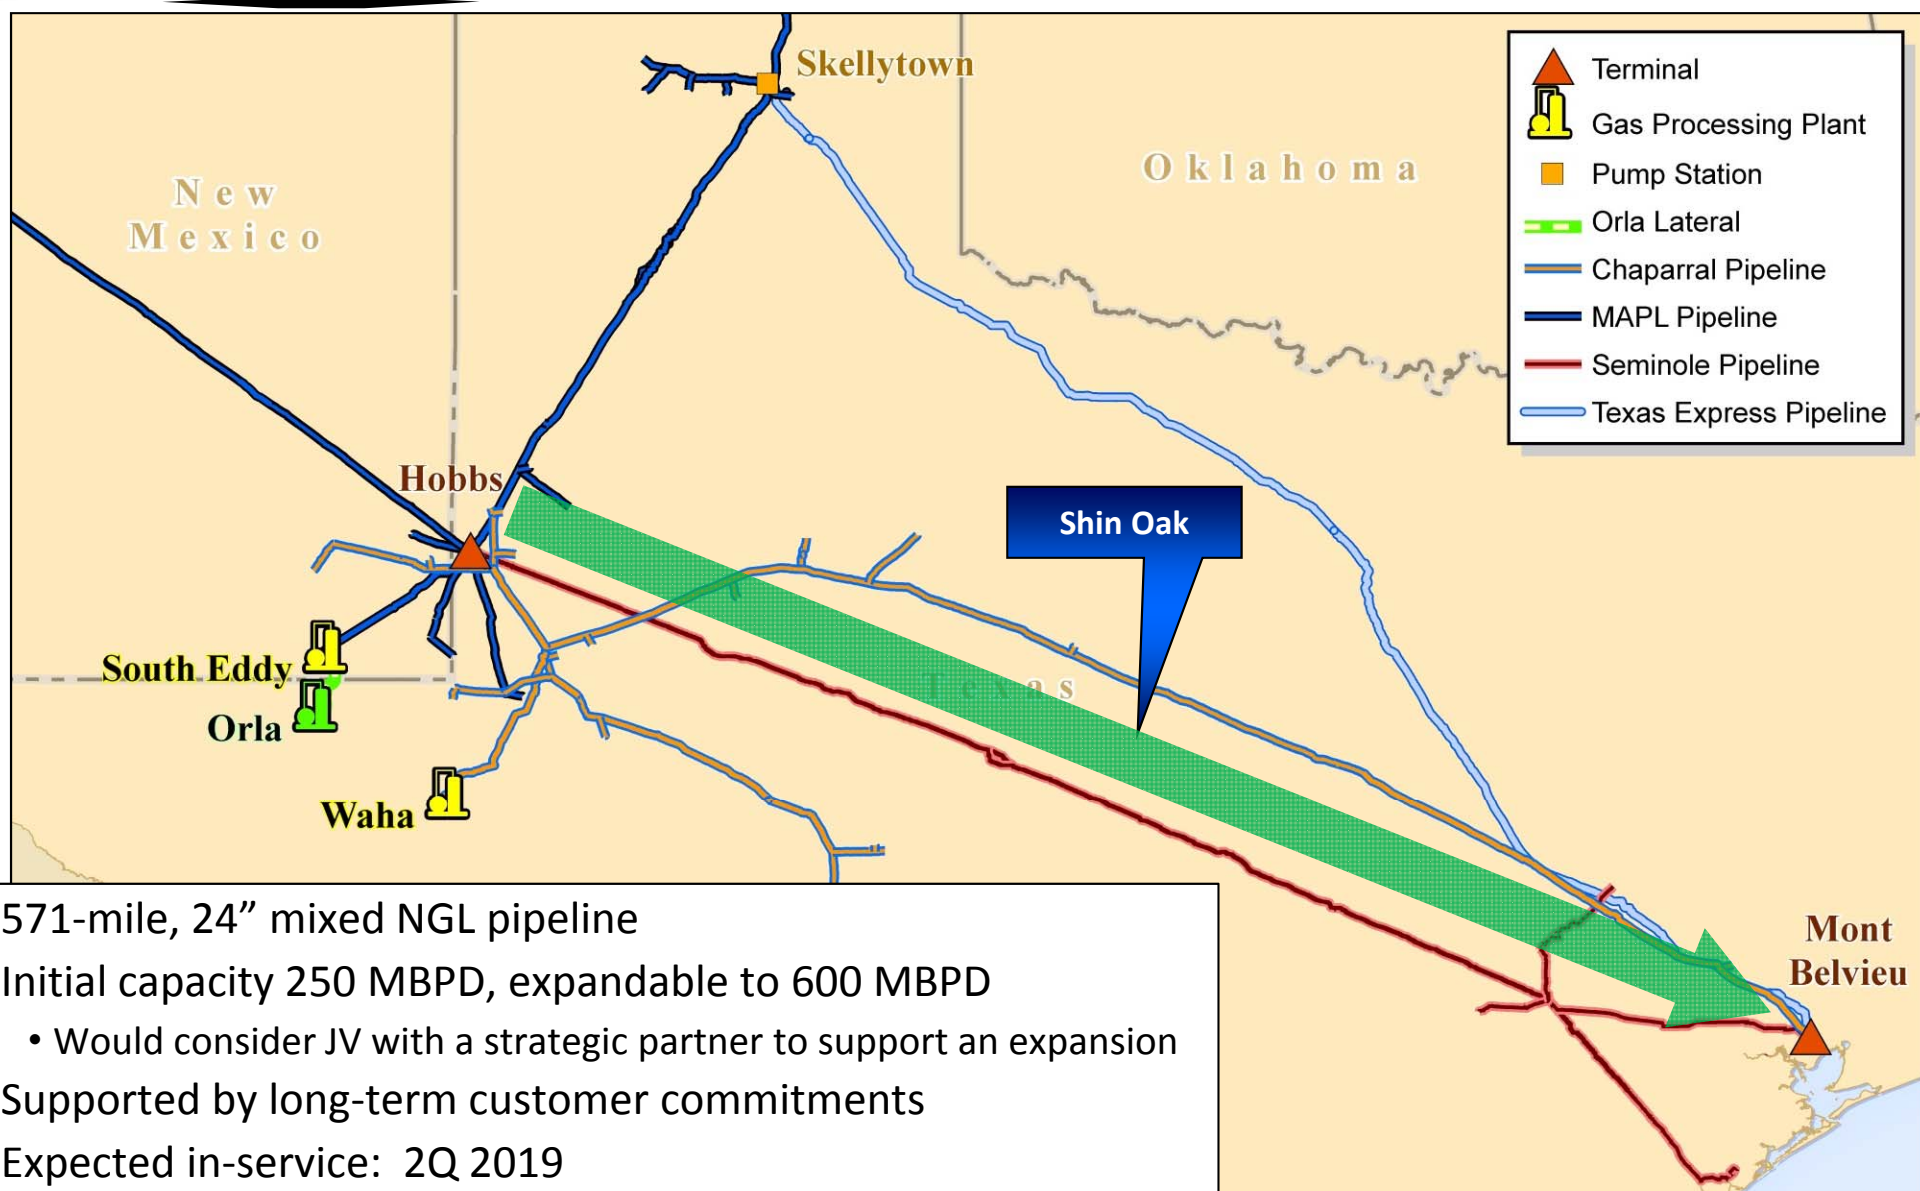 Skellytown
New
Mexico
Oklahoma
Terminal
Gas Processing Plant
Pump Station
Orla Lateral
Chaparral Pipeline
MAPL Pipeline
Seminole Pipeline
Texas Express Pipeline
Hobbs
Shin Oak
South Eddy
Texas
Orla
Waha
Mont
Belvieu
571-mile, 24” mixed NGL pipeline
Initial capacity 250 MBPD, expandable to 600 MBPD
• Would consider JV with a strategic partner to support an expansion
Supported by long-term customer commitments
Expected in-service: 2Q 2019